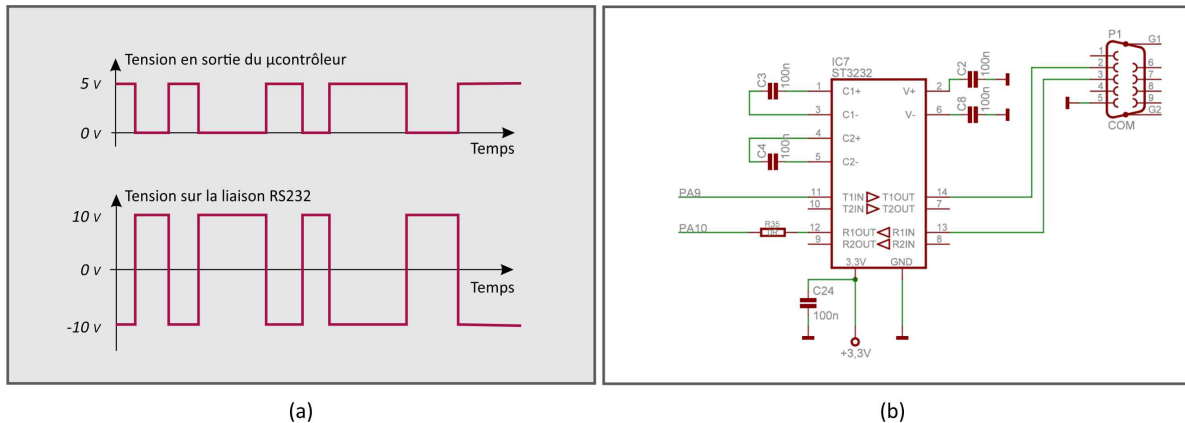 Tension en sortie du µcontrôleur
5 v
0 v
Temps
Tension sur la liaison RS232
10 v
0
Temps
-10 v
(a)
IC7
ST3232
C3
100n
C2
100n
C8
100n
C4
100n
1
C1+
V+
2
3
C1-
V-
6
4
C2+
5
C2-
PA9
11
T1IN
T1OUT
14
10
T2IN
T2OUT
7
PA10
R35
0R
12
R1OUT
R1IN
13
9
R2OUT
R2IN
8
3,3V
GND
C24
100n
+3,3V
P1
G1
1
2
6
3
7
4
8
5
9
G2
COM
(b)